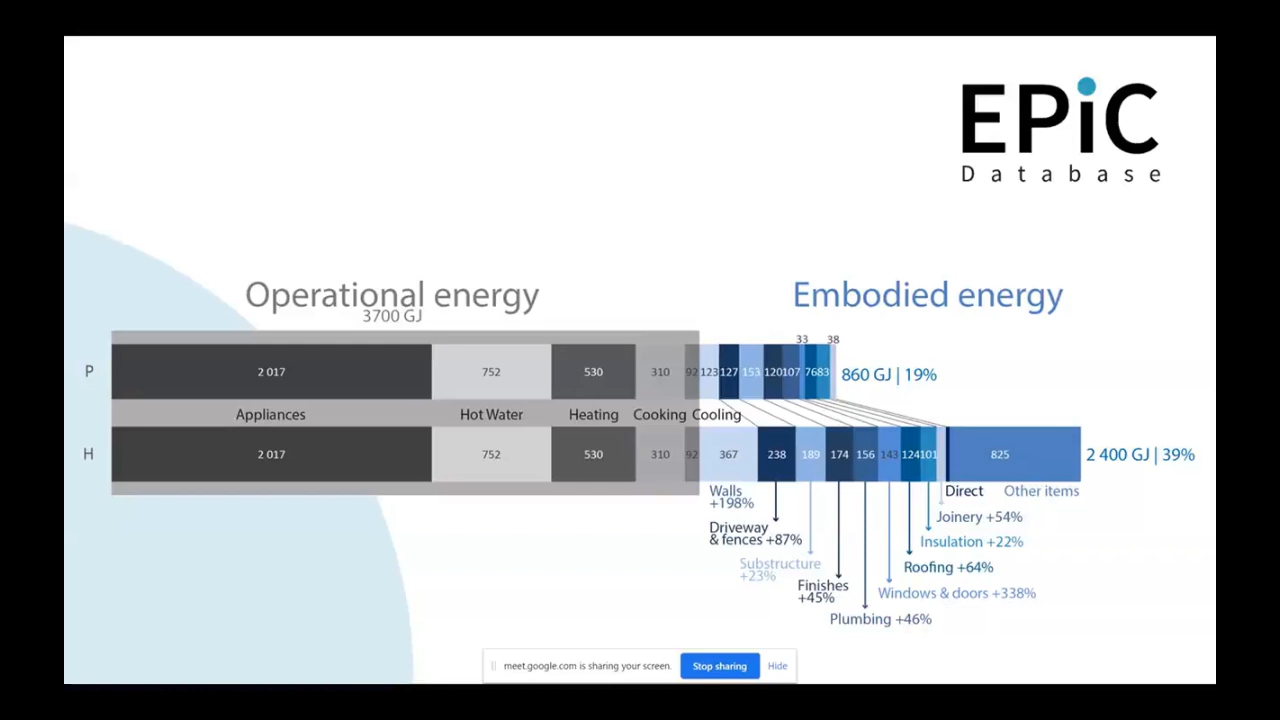 EPiC
Database
Operational energy
3700 GJ
Embodied energy
33 38
P 2 017 752 530 310 92 123 127 153 120 107 76 83 860 GJ | 19%
Appliances Hot Water Heating Cooking Cooling
H 2 017 752 530 310 92 367 238 189 174 156 143 124 101 825 2 400 GJ | 39%
Walls
+198%
Direct Other items
Joinery +54%
Driveway
& fences +87%
Insulation +22%
Substructure
+23%
Roofing +64%
Finishes
+45%
Windows & doors +338%
Plumbing +46%
meet.google.com is sharing your screen. Stop sharing Hide